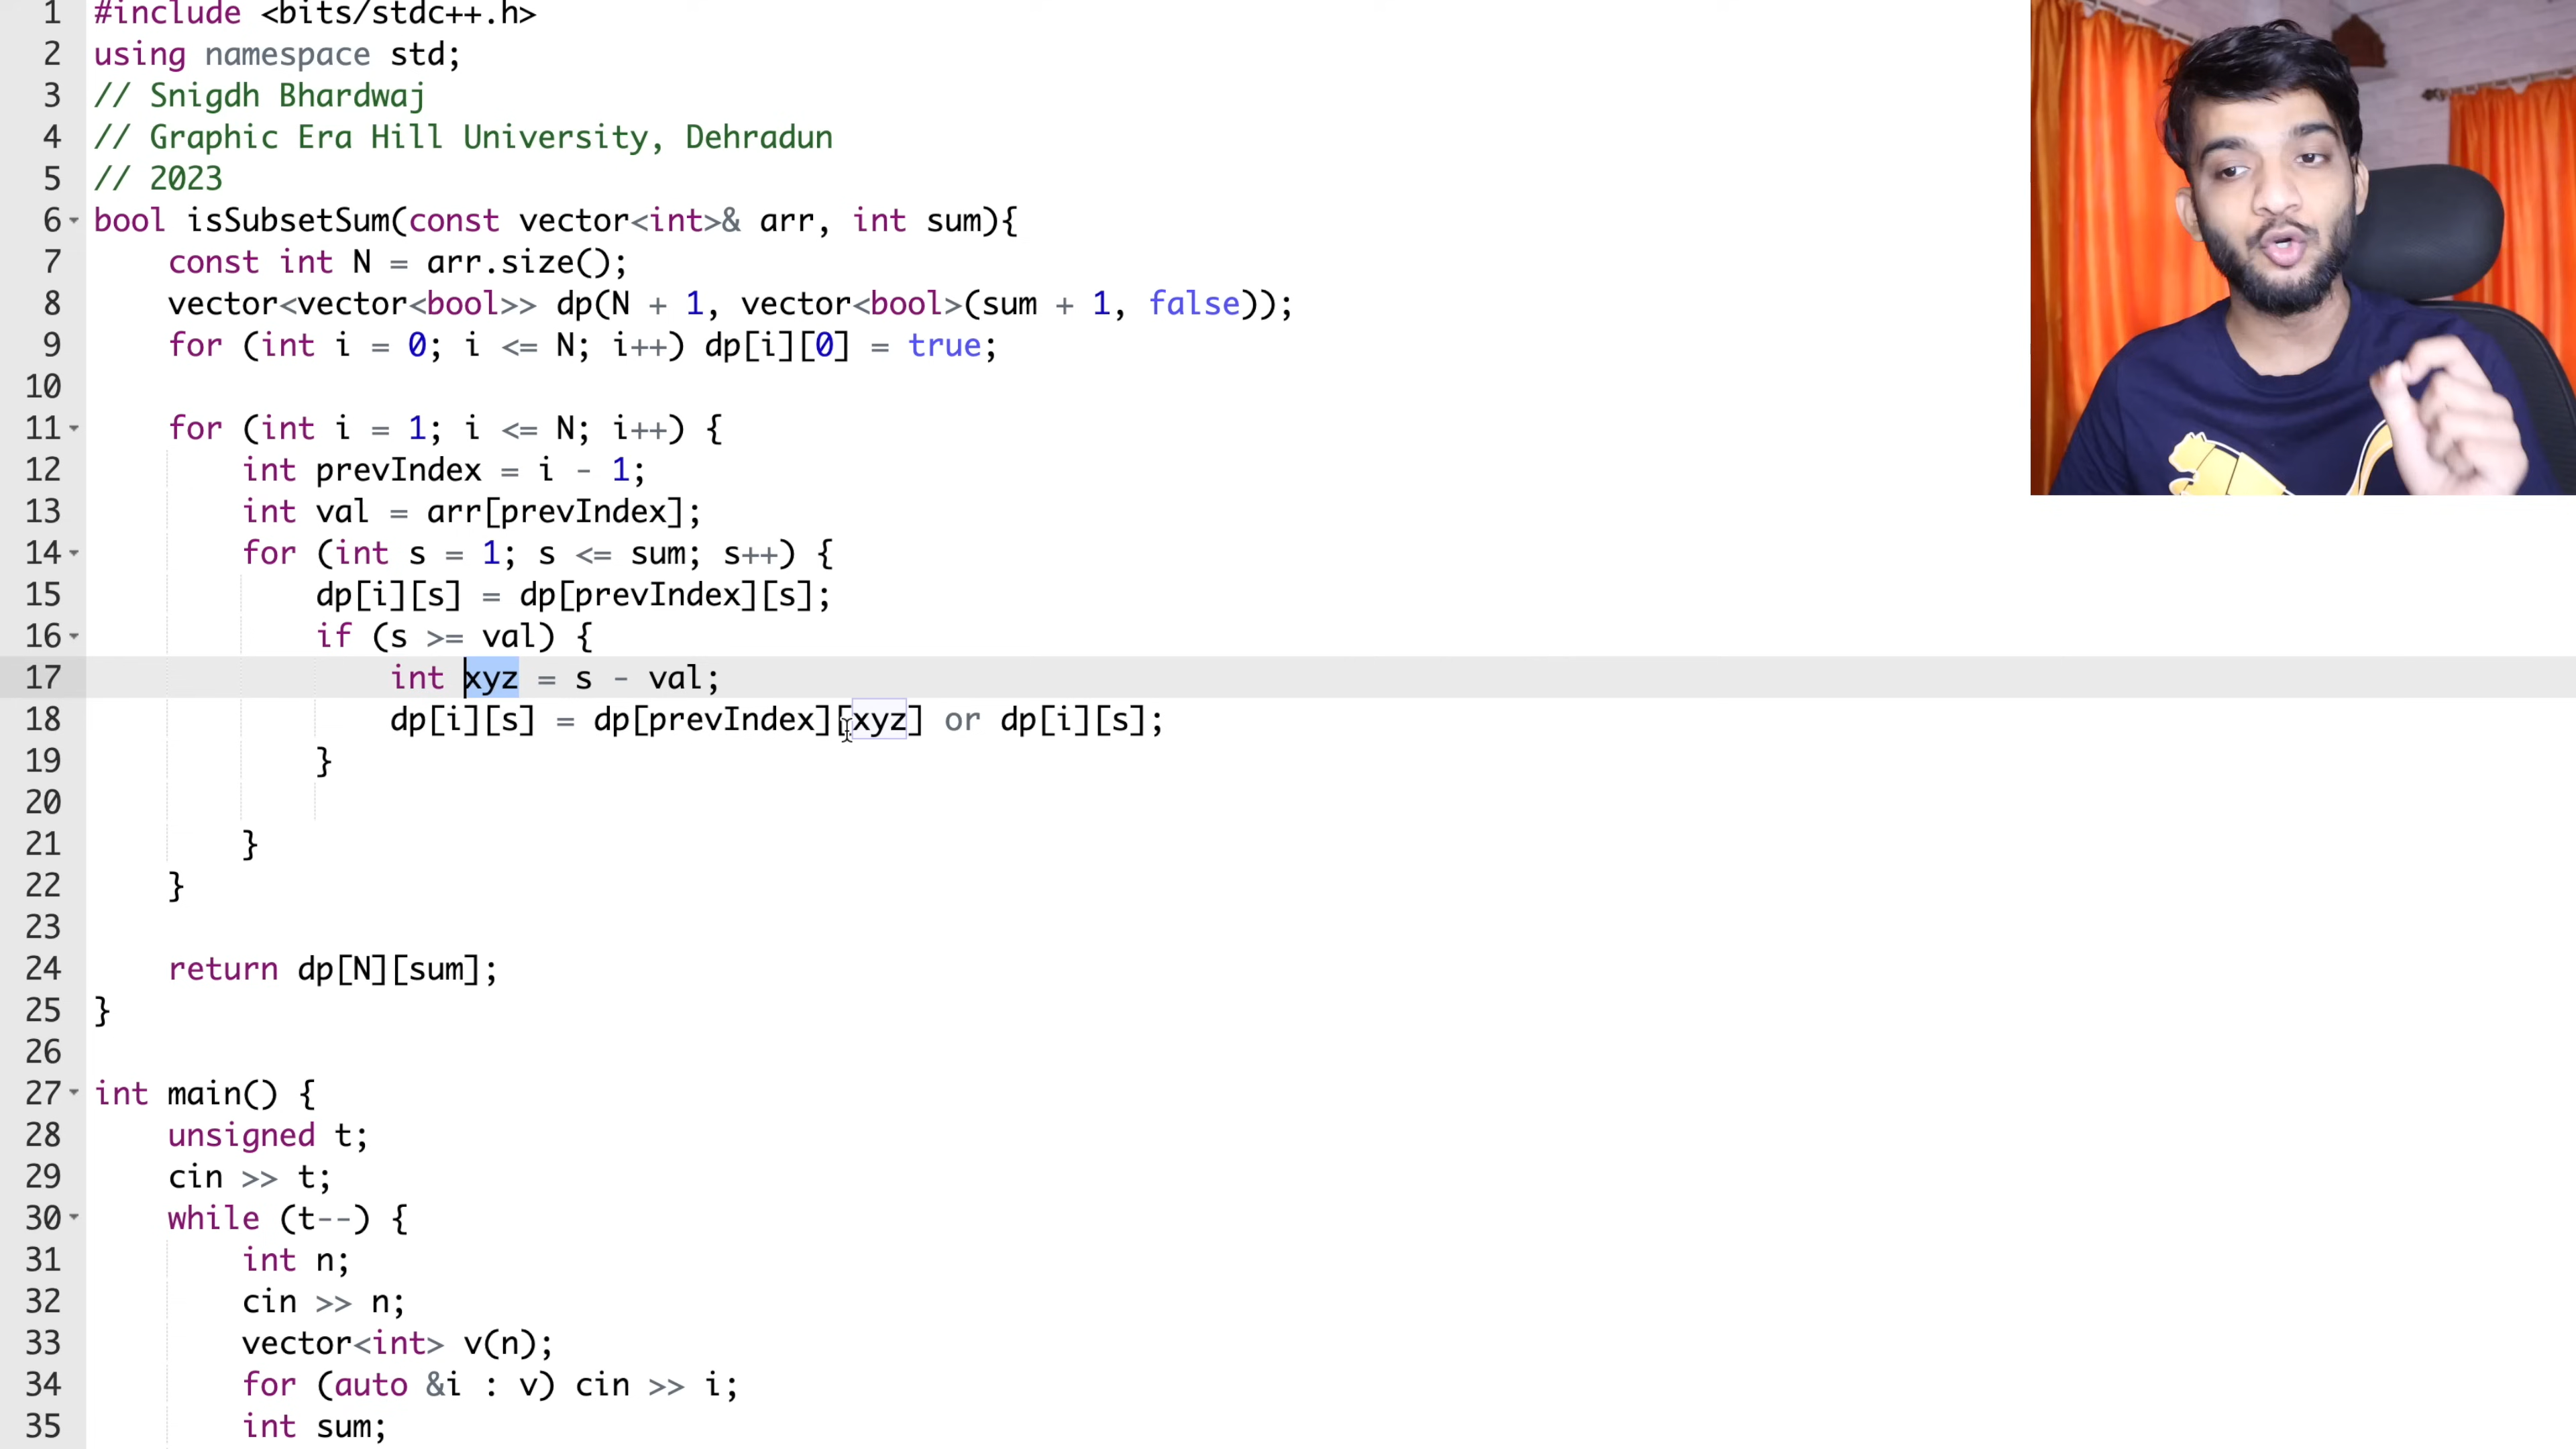 1 #include <bits/stdc++.h>
2 using namespace std;
3 // Snigdh Bhardwaj
4 // Graphic Era Hill University, Dehradun
5 // 2023
6 bool isSubsetSum(const vector<int>& arr, int sum){
7 const int N = arr.size();
8 vector<vector<bool>> dp(N + 1, vector<bool>(sum + 1, false));
9 for (int i = 0; i <= N; i++) dp[i][0] = true;
10
11 for (int i = 1; i <= N; i++) {
12 int prevIndex = i - 1;
13 int val = arr[prevIndex];
14 for (int s = 1; s <= sum; s++) {
15 dp[i][s] = dp[prevIndex][s];
16 if (s >= val) {
17 int xyz = s - val;
18 dp[i][s] = dp[prevIndex][xyz] or dp[i][s];
19 }
20
21 }
22 }
23
24 return dp[N][sum];
25 }
26
27 int main() {
28 unsigned t;
29 cin >> t;
30 while (t--) {
31 int n;
32 cin >> n;
33 vector<int> v(n);
34 for (auto &i : v) cin >> i;
35 int sum;